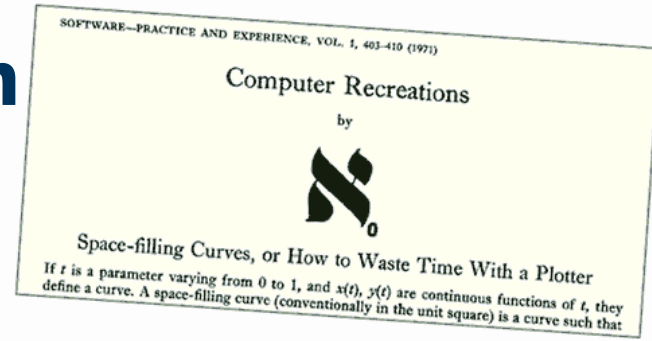 n
SOFTWARE—PRACTICE AND EXPERIENCE, VOL. 1, 403–410 (1971)
Computer Recreations
by
ℵ0
Space-filling Curves, or How to Waste Time With a Plotter
If t is a parameter varying from 0 to 1, and x(t), y(t) are continuous functions of t, they
define a curve. A space-filling curve (conventionally in the unit square) is a curve such that